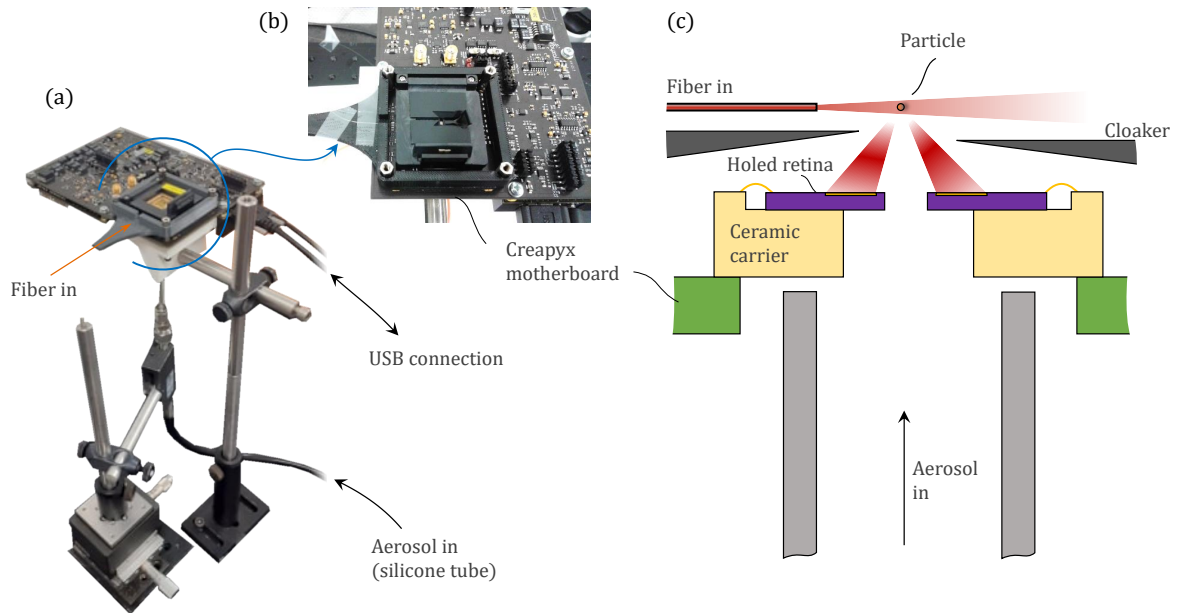 (a)
Fiber in
(b)
Creapyx
motherboard
USB connection
Aerosol in
(silicone tube)
(c)
Particle
Fiber in
Cloaker
Holed retina
Ceramic
carrier
Aerosol
in